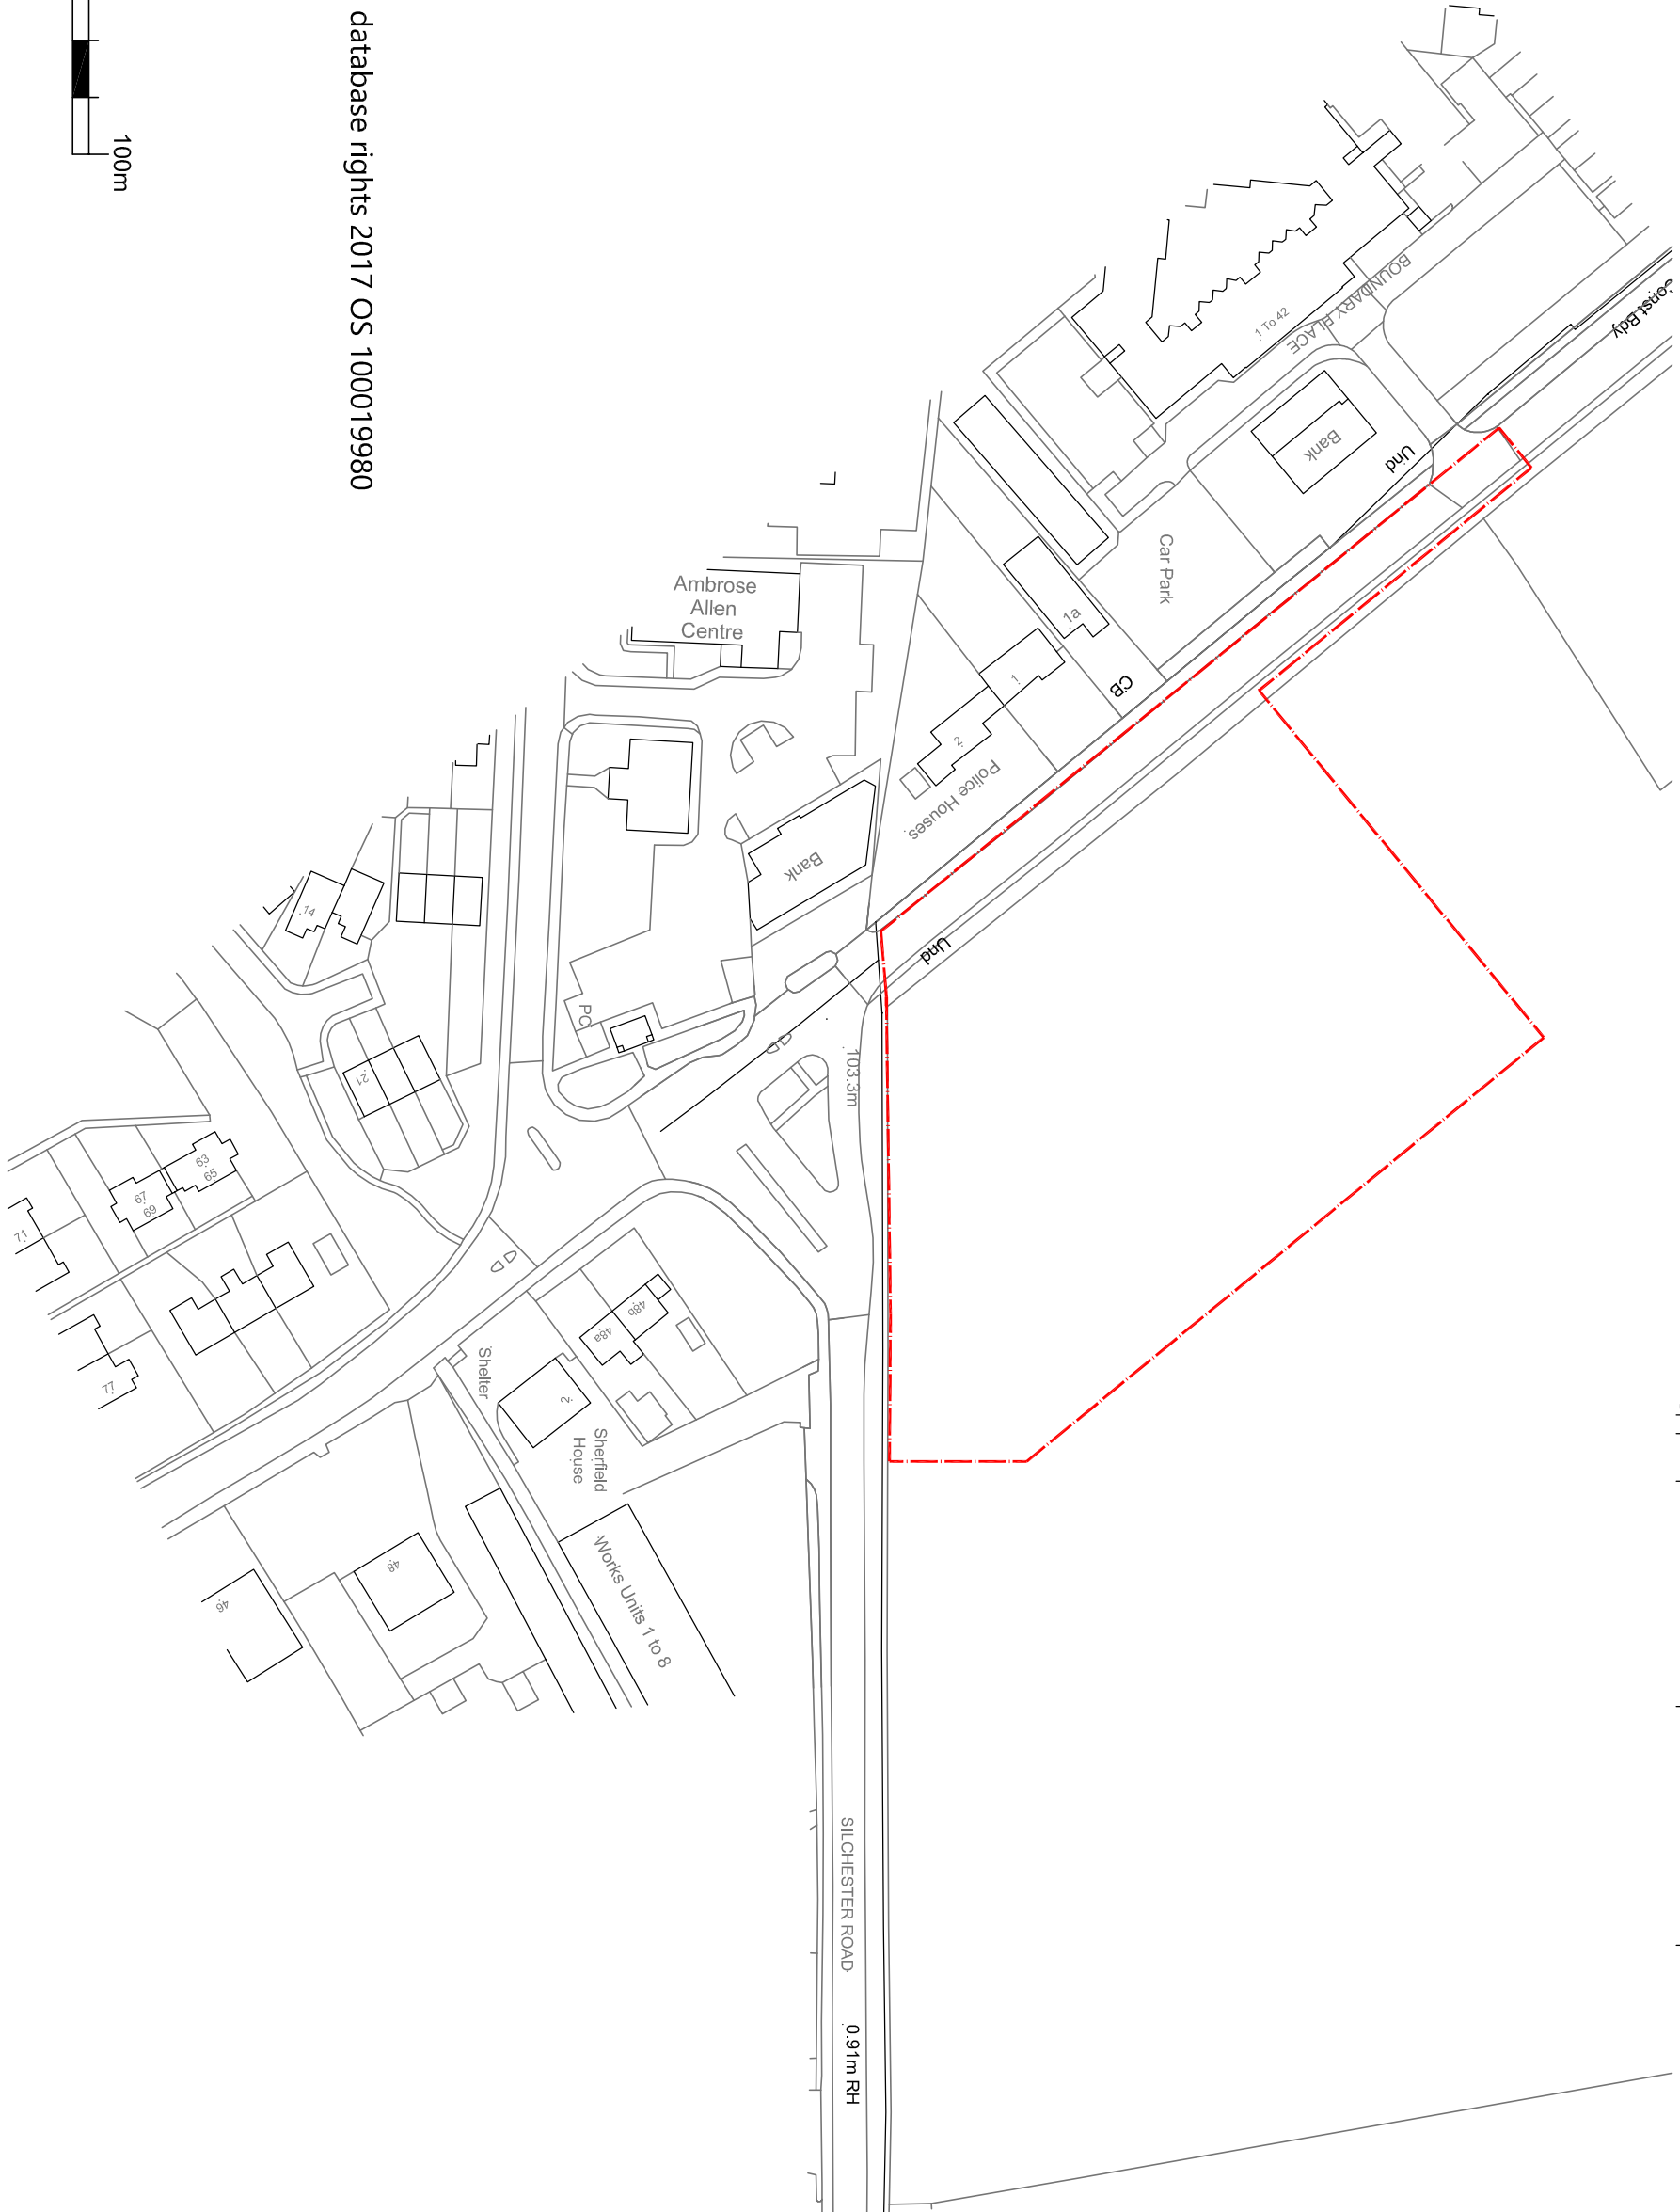 100m
database rights 2017 OS 100019980
BOUNDARY PLACE
1 To 42
Bank
Und
Const Bdy
Car Park
1a
CB
1
2
Police Houses
Ambrose
Allen
Centre
Bank
Und
14
PC
103.3m
21
63
65
67
69
71
77
48b
48a
Shelter
2
Sherfield
House
Works Units 1 to 8
48
46
SILCHESTER ROAD
0.91m RH